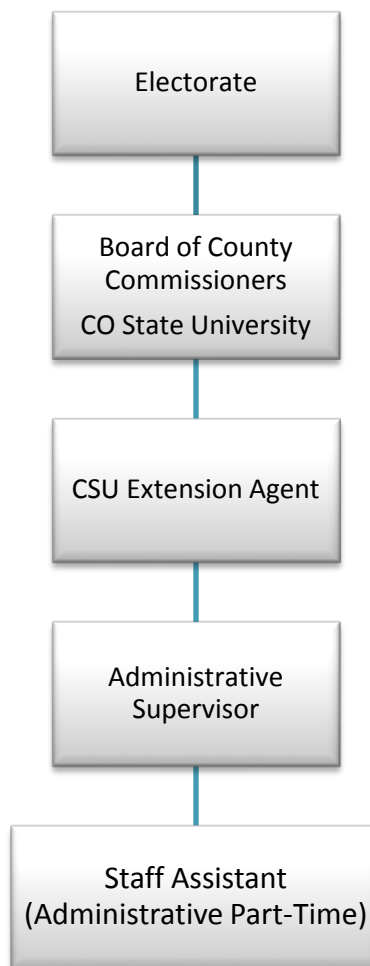 Electorate
Board of County
Commissioners
CO State University
CSU Extension Agent
Administrative
Supervisor
Staff Assistant
(Administrative Part-Time)